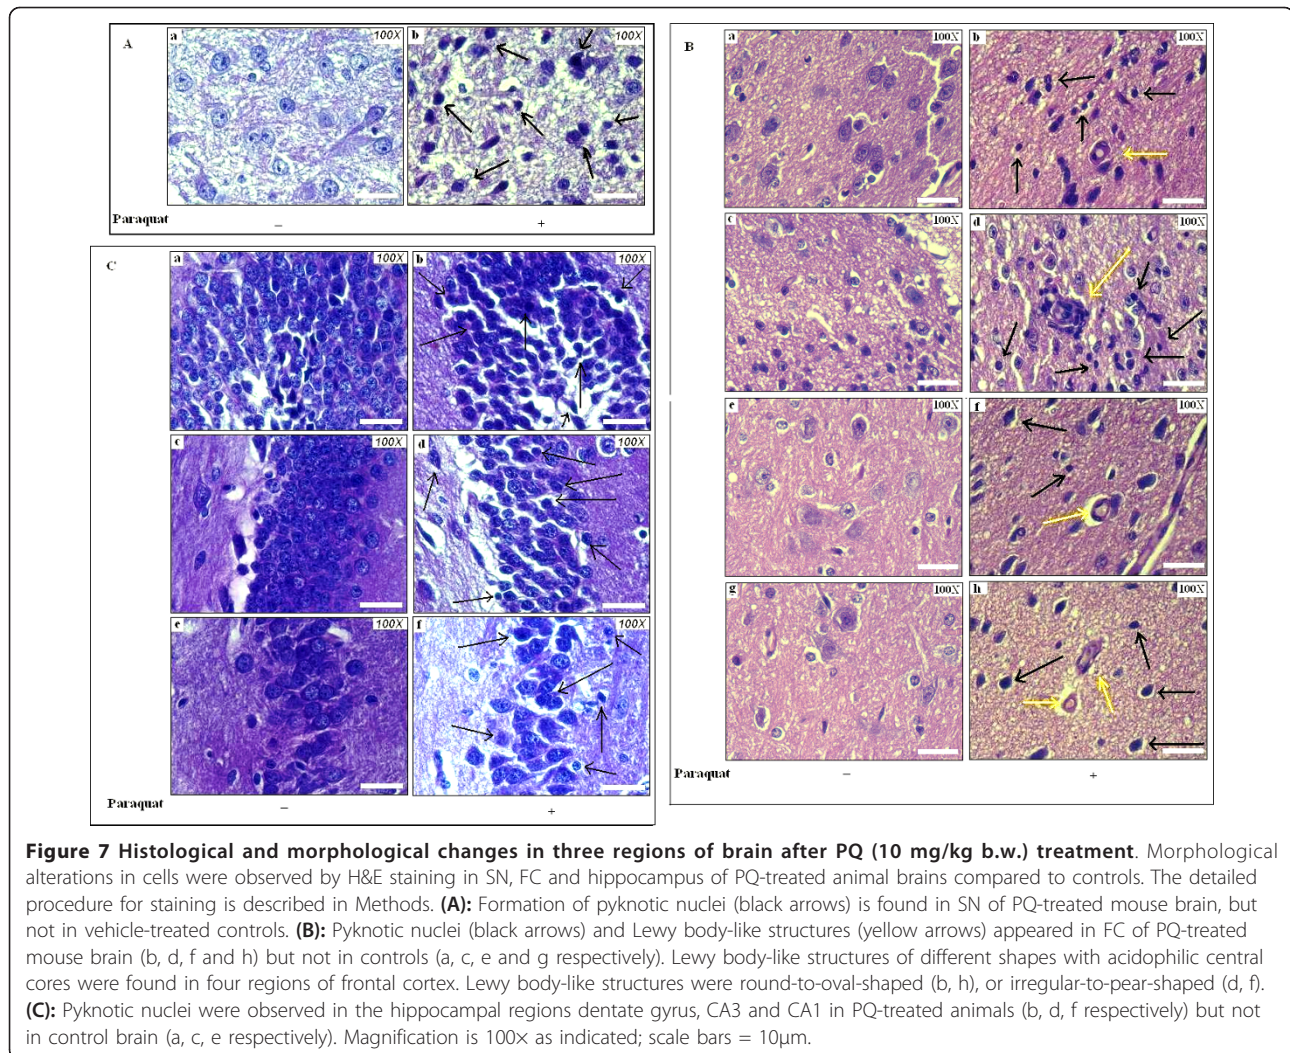 A
a
100X
b
100X
Paraquat
–
+
B
a
100X
b
100X
c
100X
d
100X
e
100X
f
100X
g
100X
h
100X
Paraquat
–
+
C
a
100X
b
100X
c
100X
d
100X
e
100X
f
100X
Paraquat
–
+
Figure 7 Histological and morphological changes in three regions of brain after PQ (10 mg/kg b.w.) treatment. Morphological
alterations in cells were observed by H&E staining in SN, FC and hippocampus of PQ-treated animal brains compared to controls. The detailed
procedure for staining is described in Methods. (A): Formation of pyknotic nuclei (black arrows) is found in SN of PQ-treated mouse brain, but
not in vehicle-treated controls. (B): Pyknotic nuclei (black arrows) and Lewy body-like structures (yellow arrows) appeared in FC of PQ-treated
mouse brain (b, d, f and h) but not in controls (a, c, e and g respectively). Lewy body-like structures of different shapes with acidophilic central
cores were found in four regions of frontal cortex. Lewy body-like structures were round-to-oval-shaped (b, h), or irregular-to-pear-shaped (d, f).
(C): Pyknotic nuclei were observed in the hippocampal regions dentate gyrus, CA3 and CA1 in PQ-treated animals (b, d, f respectively) but not
in control brain (a, c, e respectively). Magnification is 100× as indicated; scale bars = 10μm.